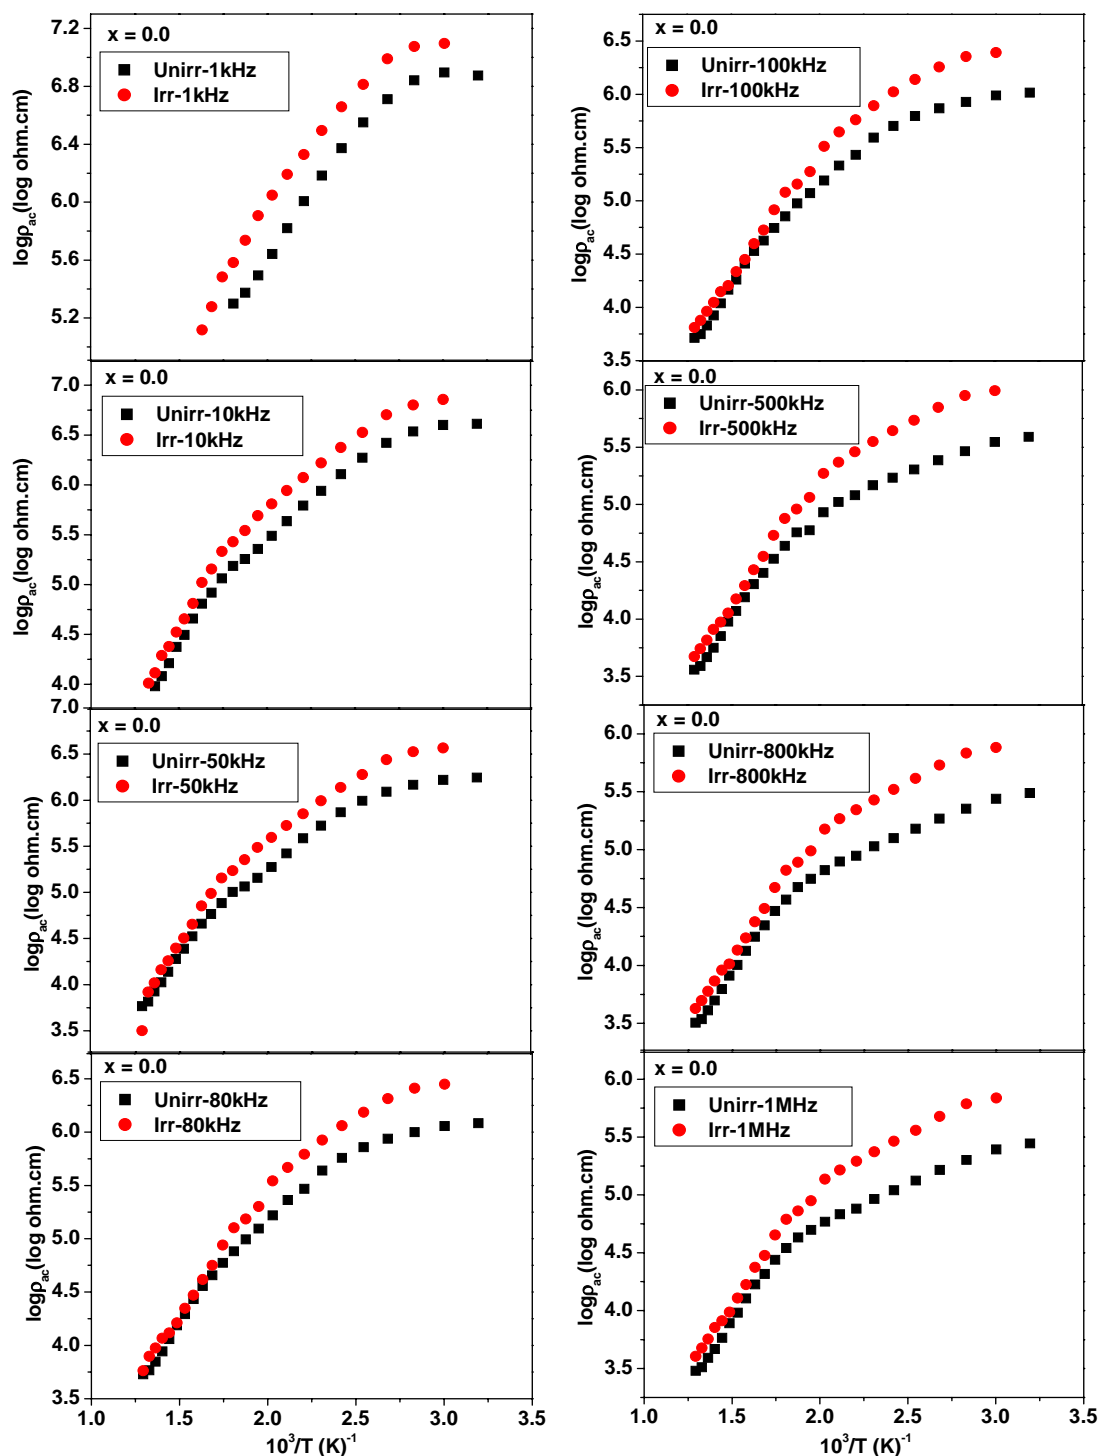 x = 0.0
Unirr-1kHz
Irr-1kHz
7.2
6.8
6.4
6.0
5.6
5.2
logρac(log ohm.cm)
x = 0.0
Unirr-10kHz
Irr-10kHz
7.0
6.5
6.0
5.5
5.0
4.5
4.0
logρac(log ohm.cm)
x = 0.0
Unirr-50kHz
Irr-50kHz
7.0
6.5
6.0
5.5
5.0
4.5
4.0
3.5
logρac(log ohm.cm)
x = 0.0
Unirr-80kHz
Irr-80kHz
6.5
6.0
5.5
5.0
4.5
4.0
3.5
logρac(log ohm.cm)
1.0 1.5 2.0 2.5 3.0 3.5
10³/T (K)⁻¹
x = 0.0
Unirr-100kHz
Irr-100kHz
6.5
6.0
5.5
5.0
4.5
4.0
3.5
logρac(log ohm.cm)
x = 0.0
Unirr-500kHz
Irr-500kHz
6.0
5.5
5.0
4.5
4.0
3.5
logρac(log ohm.cm)
x = 0.0
Unirr-800kHz
Irr-800kHz
6.0
5.5
5.0
4.5
4.0
3.5
logρac(log ohm.cm)
x = 0.0
Unirr-1MHz
Irr-1MHz
6.0
5.5
5.0
4.5
4.0
3.5
logρac(log ohm.cm)
1.0 1.5 2.0 2.5 3.0 3.5
10³/T (K)⁻¹